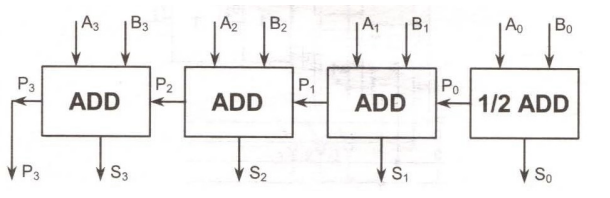 A₃ B₃ A₂ B₂ A₁ B₁ A₀ B₀
P₃ ADD P₂ ADD P₁ ADD P₀ 1/2 ADD
P₃ S₃ S₂ S₁ S₀